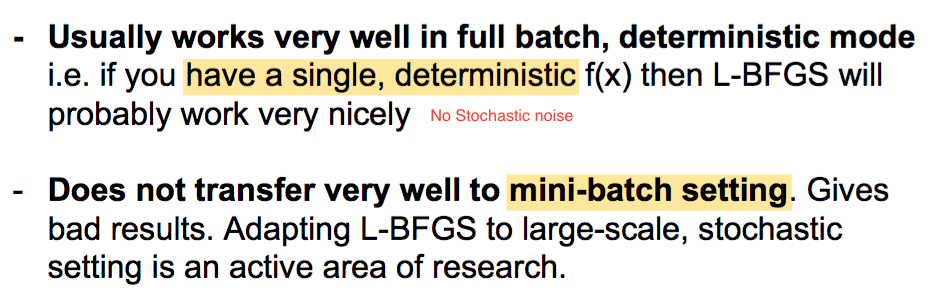 - Usually works very well in full batch, deterministic mode
i.e. if you have a single, deterministic f(x) then L-BFGS will
probably work very nicely No Stochastic noise
- Does not transfer very well to mini-batch setting. Gives
bad results. Adapting L-BFGS to large-scale, stochastic
setting is an active area of research.